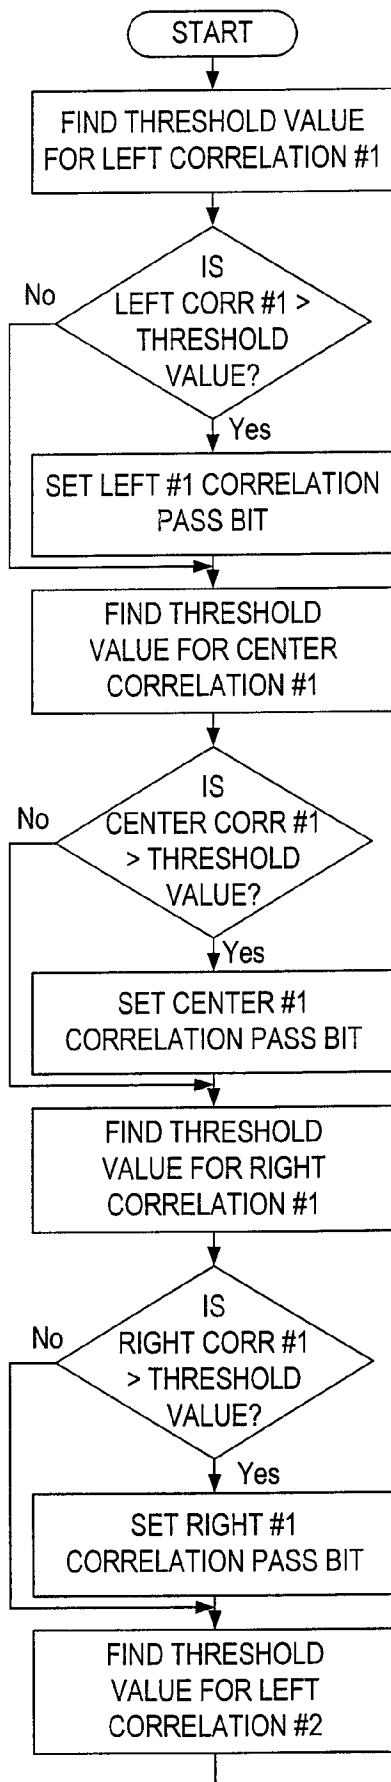 START
FIND THRESHOLD VALUE
FOR LEFT CORRELATION #1
IS
LEFT CORR #1 >
THRESHOLD
VALUE?
No
Yes
SET LEFT #1 CORRELATION
PASS BIT
FIND THRESHOLD
VALUE FOR CENTER
CORRELATION #1
IS
CENTER CORR #1
> THRESHOLD
VALUE?
No
Yes
SET CENTER #1
CORRELATION PASS BIT
FIND THRESHOLD
VALUE FOR RIGHT
CORRELATION #1
IS
RIGHT CORR #1
> THRESHOLD
VALUE?
No
Yes
SET RIGHT #1
CORRELATION PASS BIT
FIND THRESHOLD
VALUE FOR LEFT
CORRELATION #2